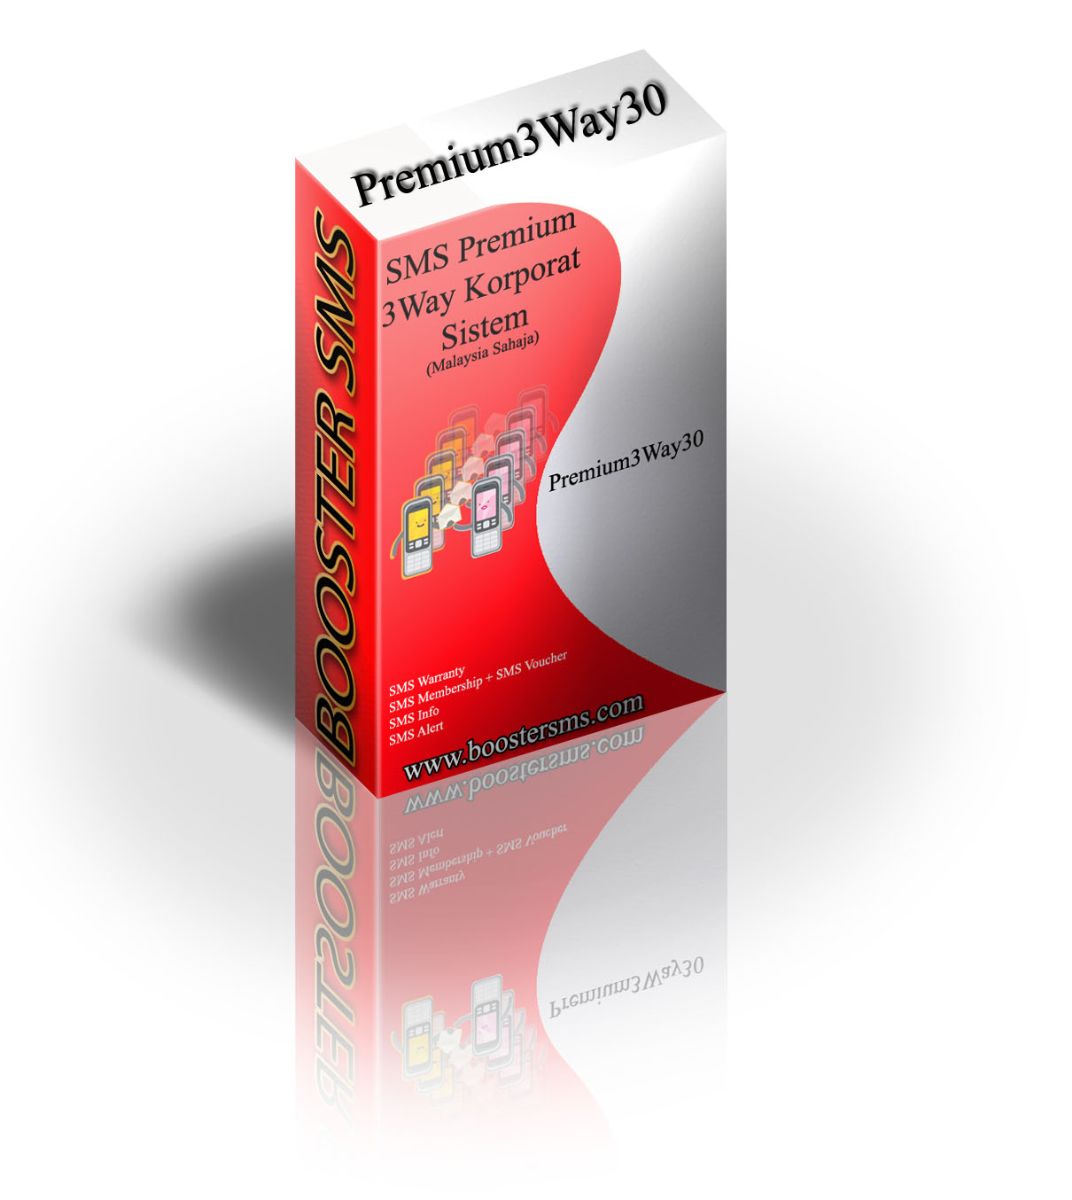 Premium3Way30
BOOSTER SMS
SMS Premium
3Way Korporat
Sistem
(Malaysia Sahaja)
Premium3Way30
SMS Warranty
SMS Membership + SMS Voucher
SMS Info
SMS Alert
www.boostersms.com